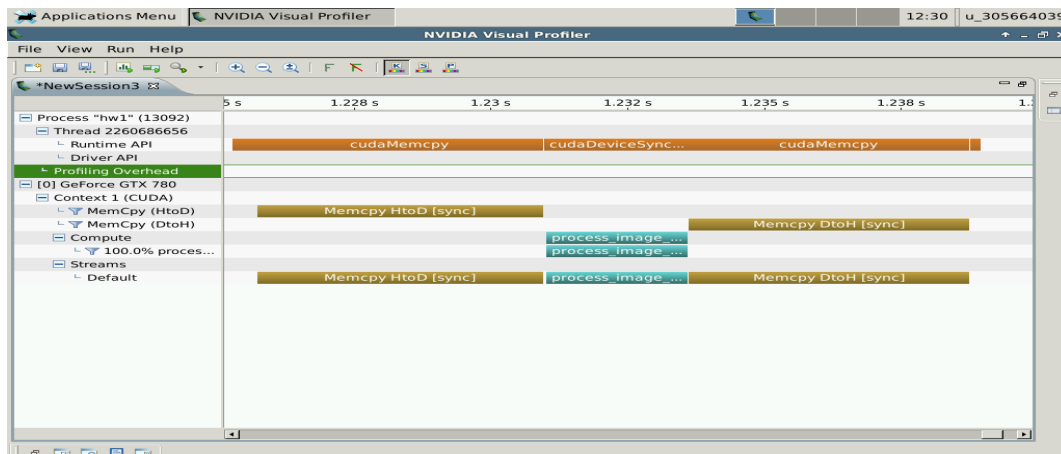 Applications Menu NVIDIA Visual Profiler 12:30 u_305664039
NVIDIA Visual Profiler
File View Run Help
*NewSession3
5 s 1.228 s 1.23 s 1.232 s 1.235 s 1.238 s 1.
Process "hw1" (13092)
Thread 2260686656
Runtime API cudaMemcpy cudaDeviceSync... cudaMemcpy
Driver API
Profiling Overhead
[0] GeForce GTX 780
Context 1 (CUDA)
MemCpy (HtoD) Memcpy HtoD [sync]
MemCpy (DtoH) Memcpy DtoH [sync]
Compute process_image_...
100.0% proces... process_image_...
Streams
Default Memcpy HtoD [sync] process_image_... Memcpy DtoH [sync]